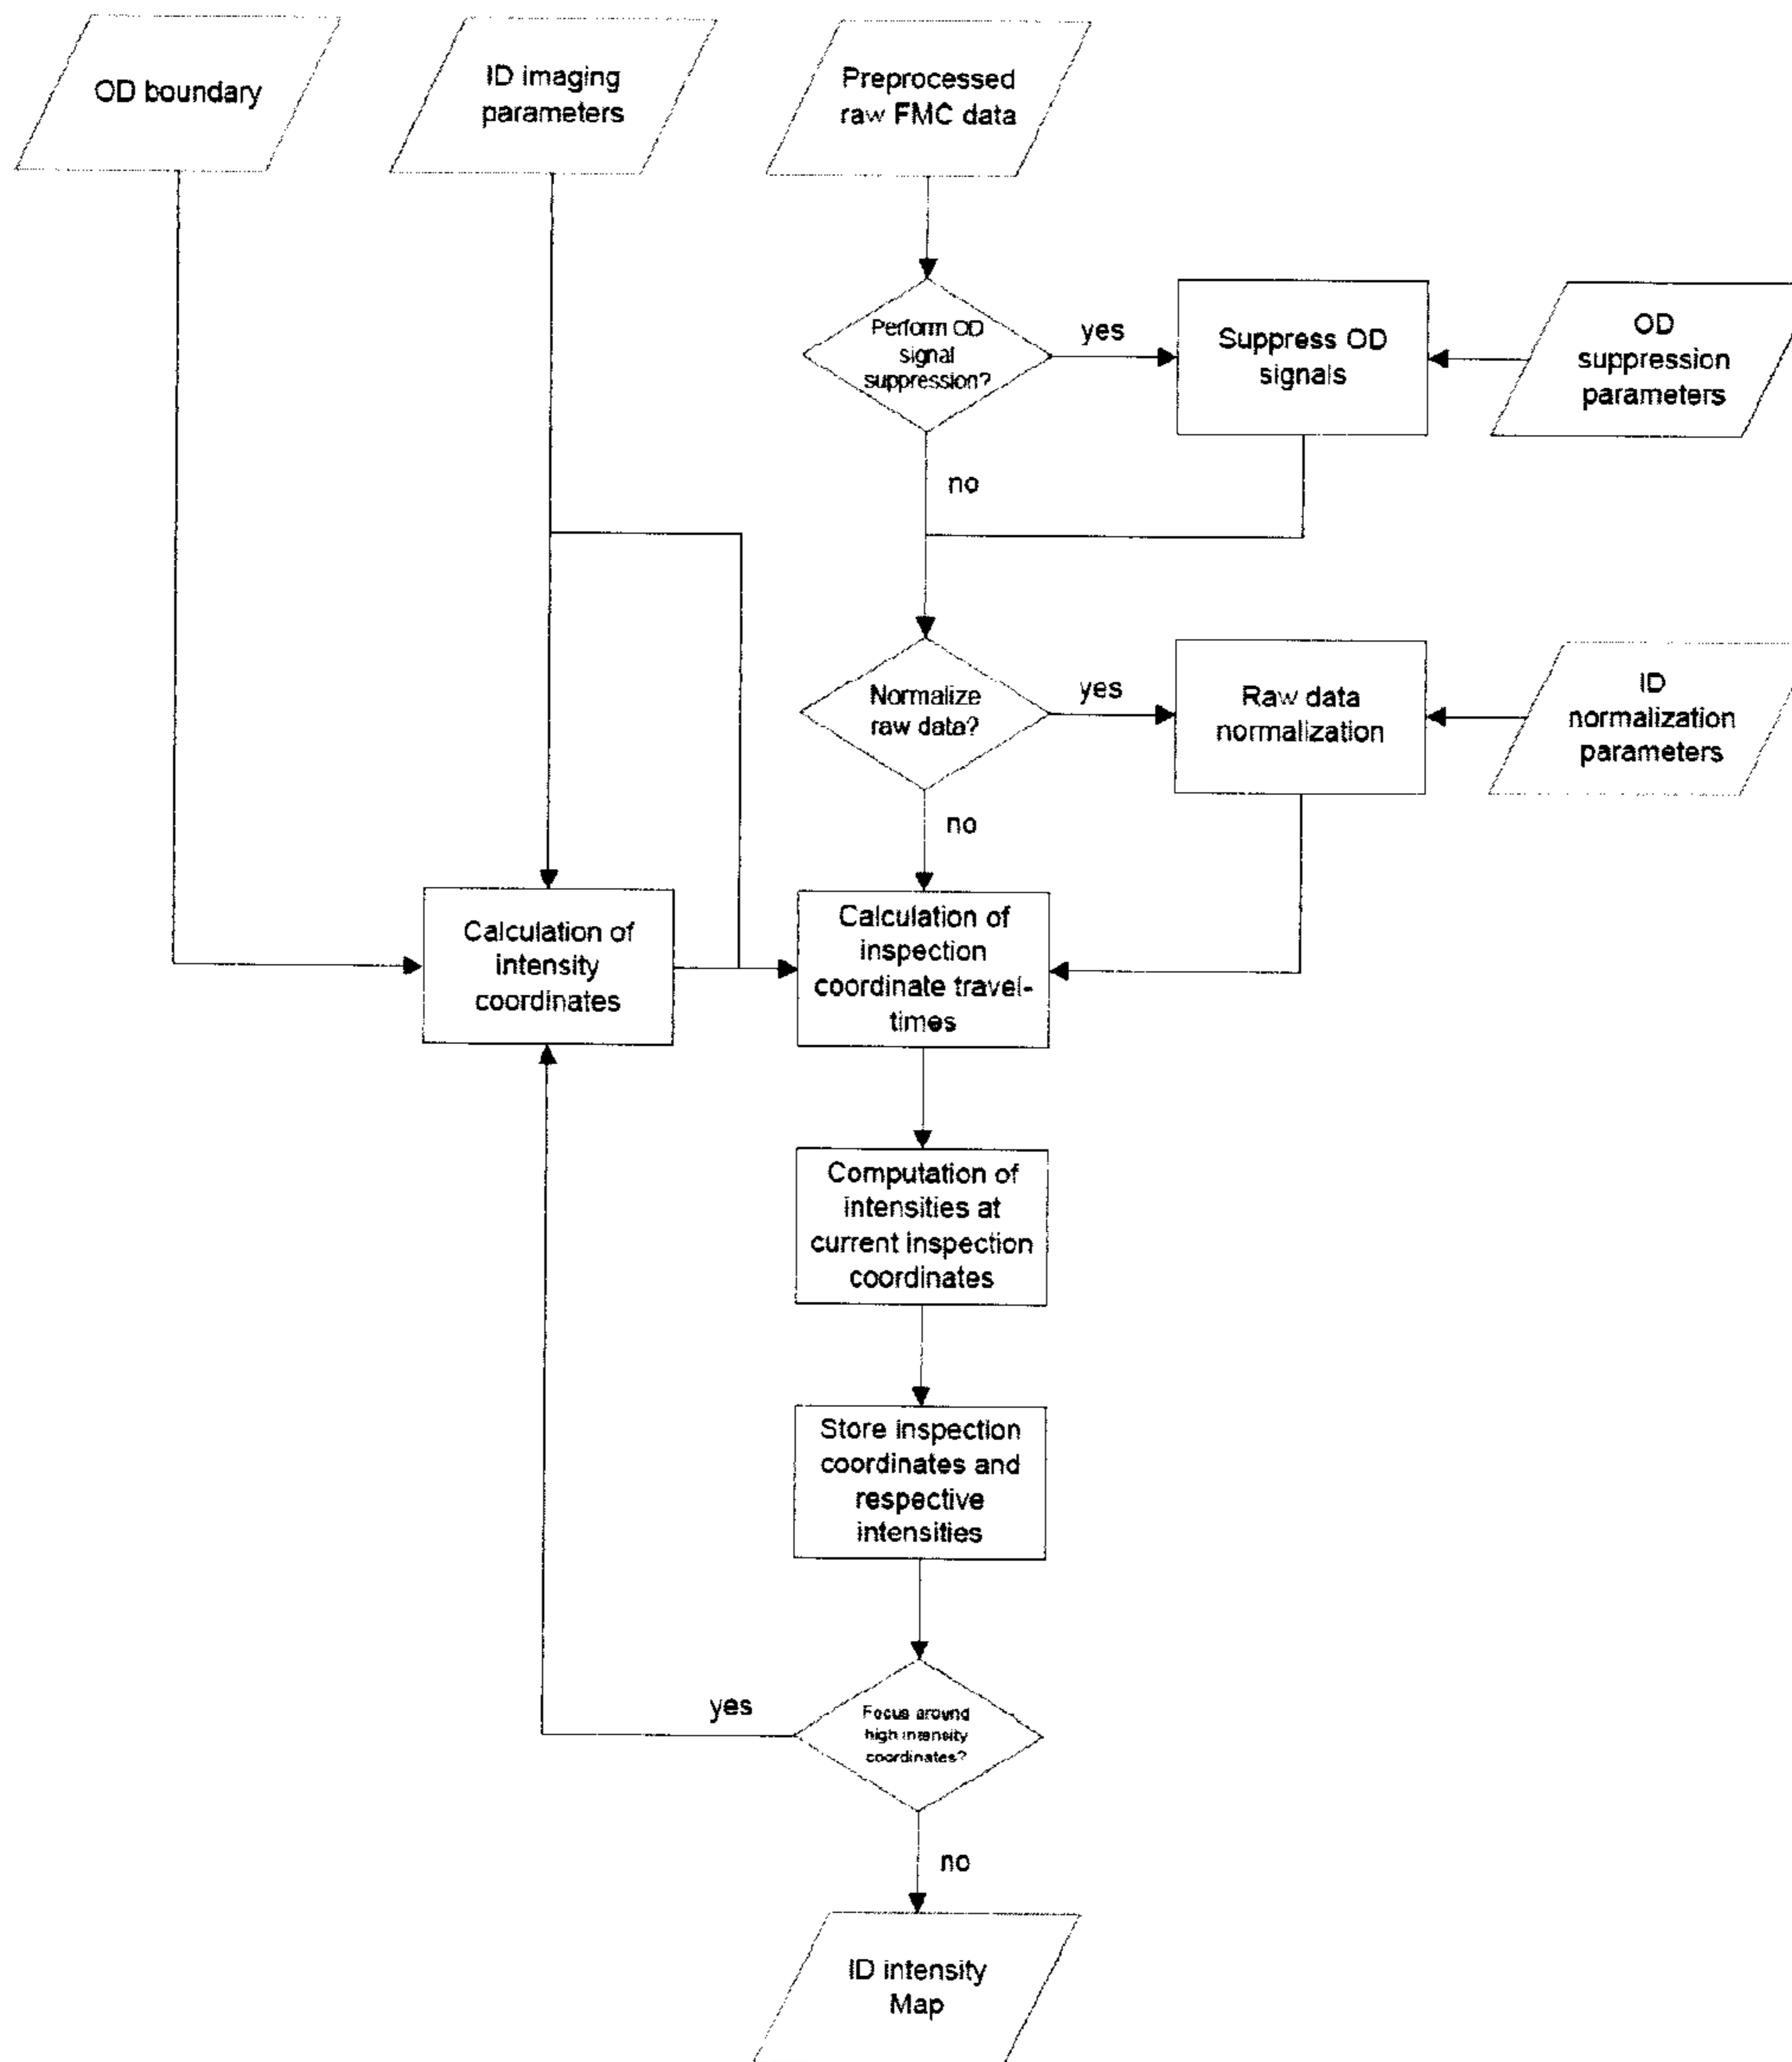 OD boundary
ID imaging
parameters
Preprocessed
raw FMC data
Perform OD
signal
suppression?
yes
Suppress OD
signals
OD
suppression
parameters
no
Normalize
raw data?
yes
Raw data
normalization
ID
normalization
parameters
no
Calculation of
intensity
coordinates
Calculation of
inspection
coordinate travel-
times
Computation of
intensities at
current inspection
coordinates
Store inspection
coordinates and
respective
intensities
Focus around
high intensity
coordinates?
yes
no
ID intensity
Map